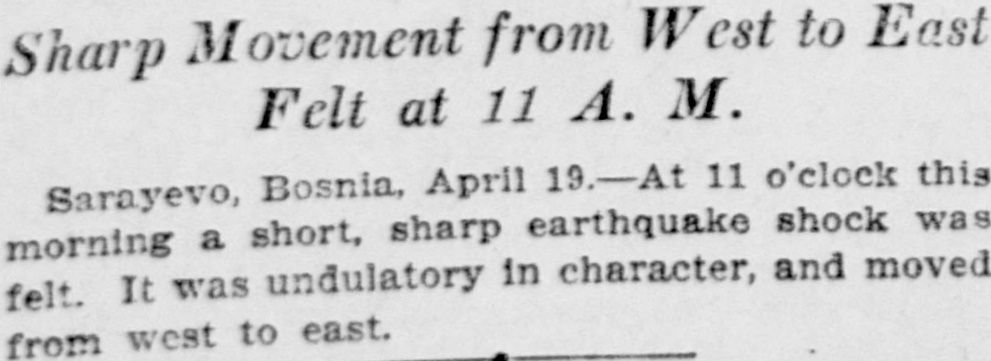 Sharp Movement from West to East
Felt at 11 A. M.
Sarayevo, Bosnia, April 19.—At 11 o'clock this
morning a short, sharp earthquake shock was
felt. It was undulatory in character, and moved
from west to east.